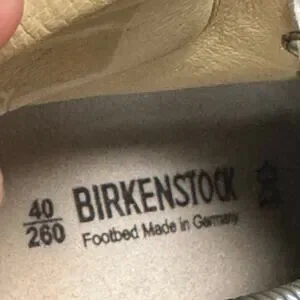 40
260
BIRKENSTOCK
Footbed Made in Germany